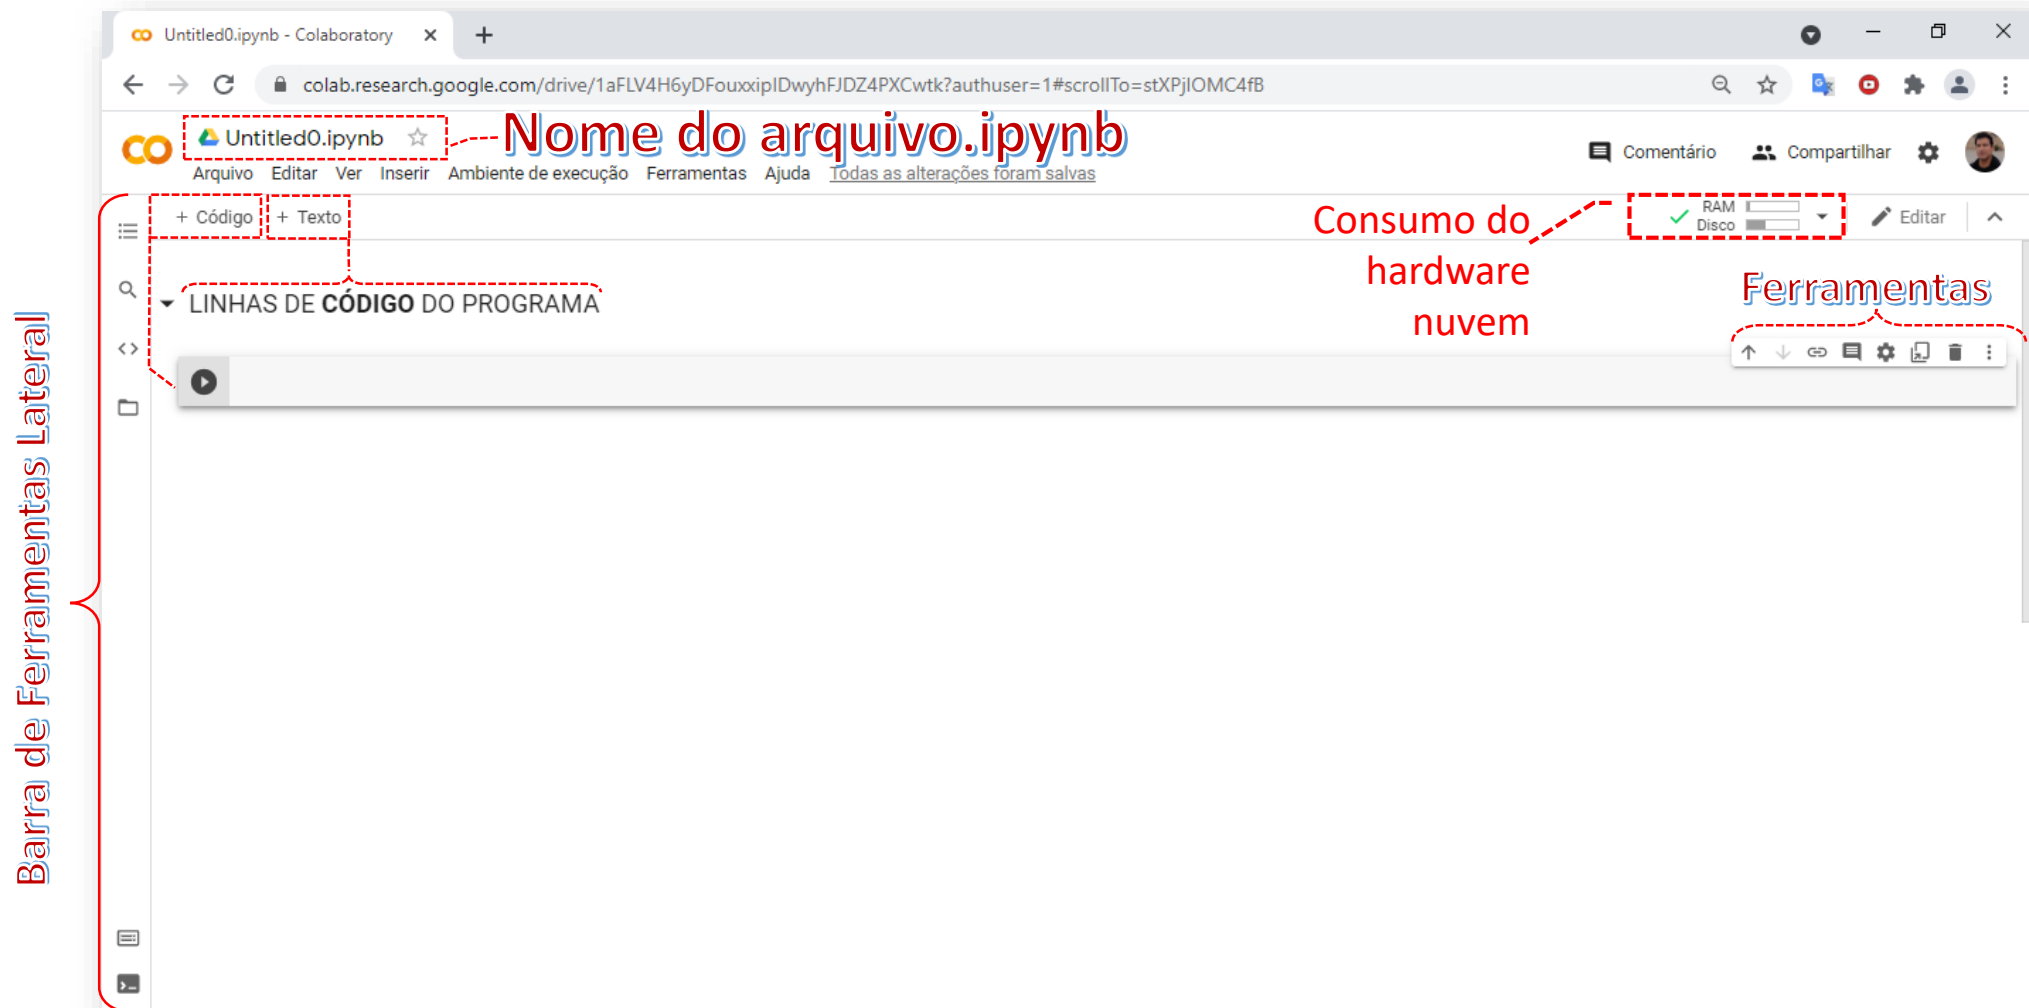 Untitled0.ipynb - Colaboratory
colab.research.google.com/drive/1aFLV4H6yDFouxxiplDwyhFJDZ4PXCwtk?authuser=1#scrollTo=stXPjlOMC4fB
Untitled0.ipynb
Nome do arquivo.ipynb
Comentário Compartilhar
Arquivo Editar Ver Inserir Ambiente de execução Ferramentas Ajuda Todas as alterações foram salvas
+ Código + Texto
Consumo do
hardware
nuvem
RAM
Disco
Editar
Ferramentas
LINHAS DE CÓDIGO DO PROGRAMA
Barra de Ferramentas Lateral